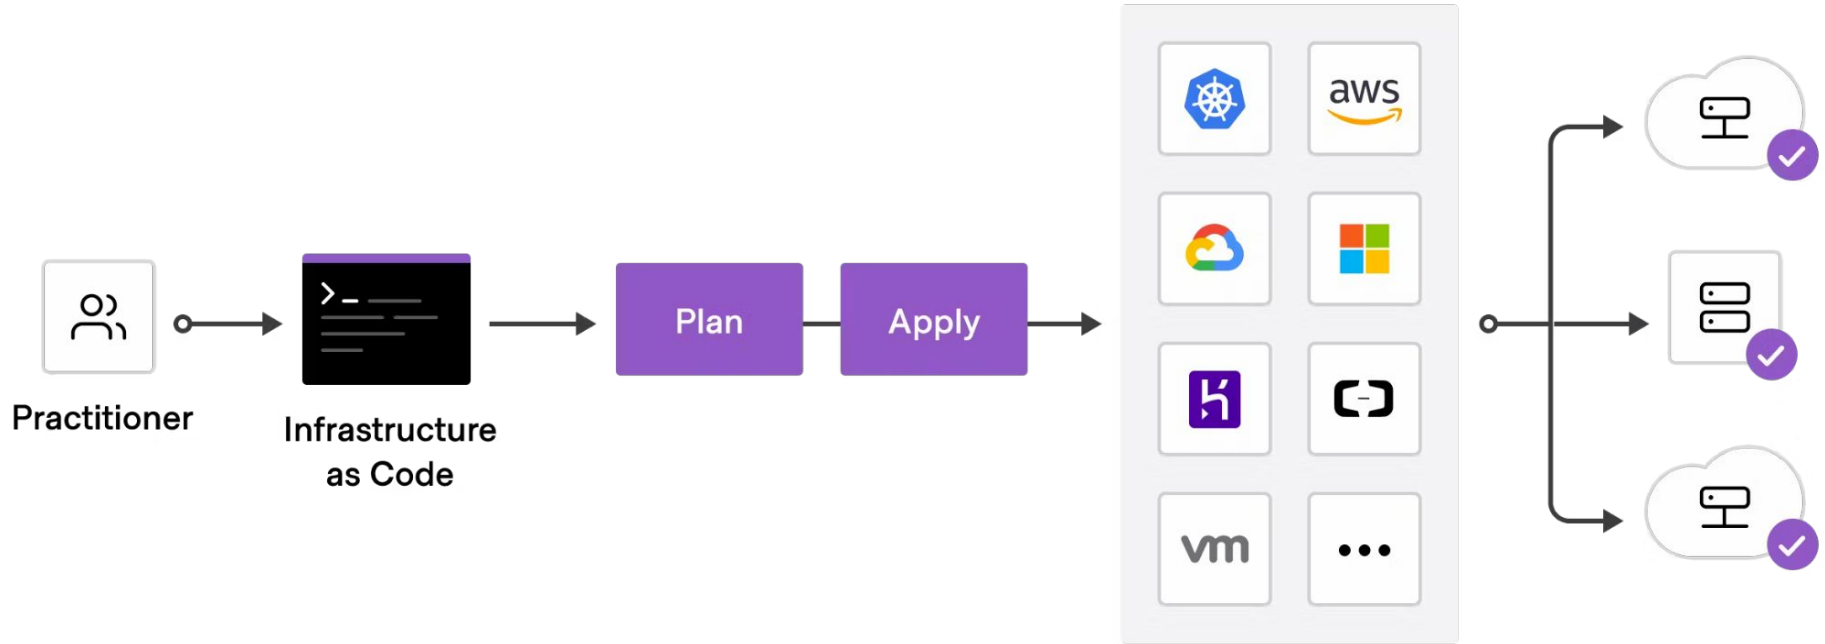 Practitioner
Infrastructure
as Code
Plan
Apply
aws
vm